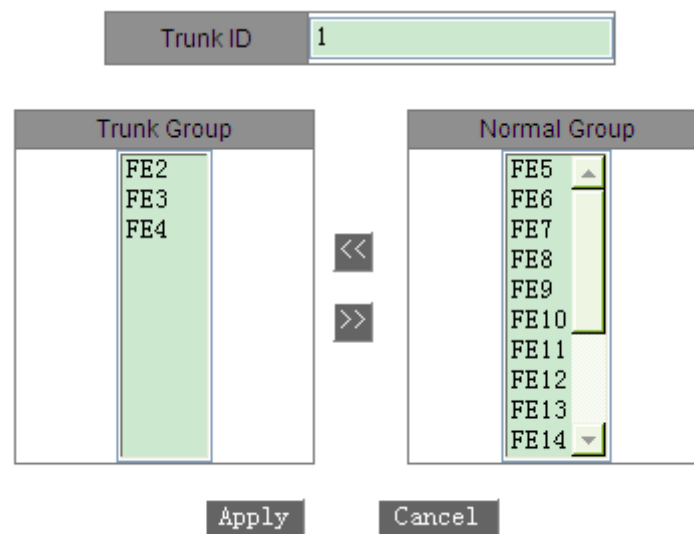 Trunk ID 1
Trunk Group
FE2
FE3
FE4
<<
>>
Normal Group
FE5
FE6
FE7
FE8
FE9
FE10
FE11
FE12
FE13
FE14
Apply Cancel